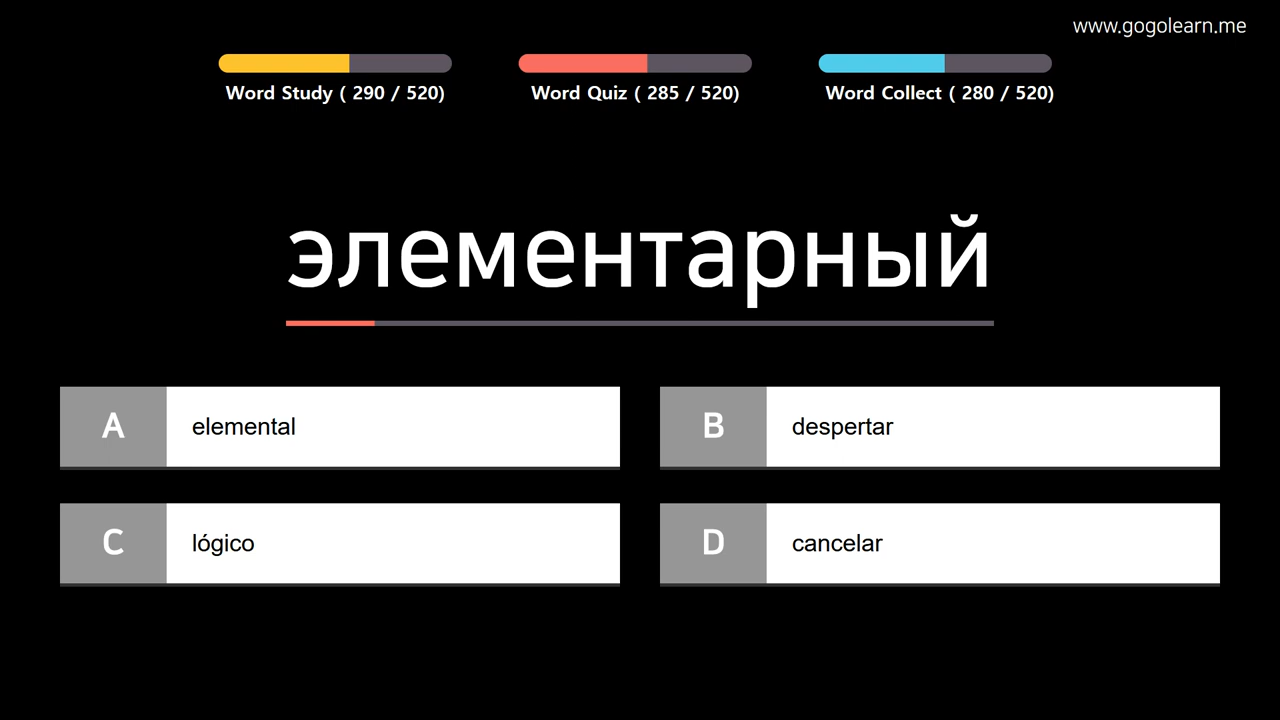 www.gogolearn.me
Word Study ( 290 / 520)
Word Quiz ( 285 / 520)
Word Collect ( 280 / 520)
элементарный
A
elemental
B
despertar
C
lógico
D
cancelar